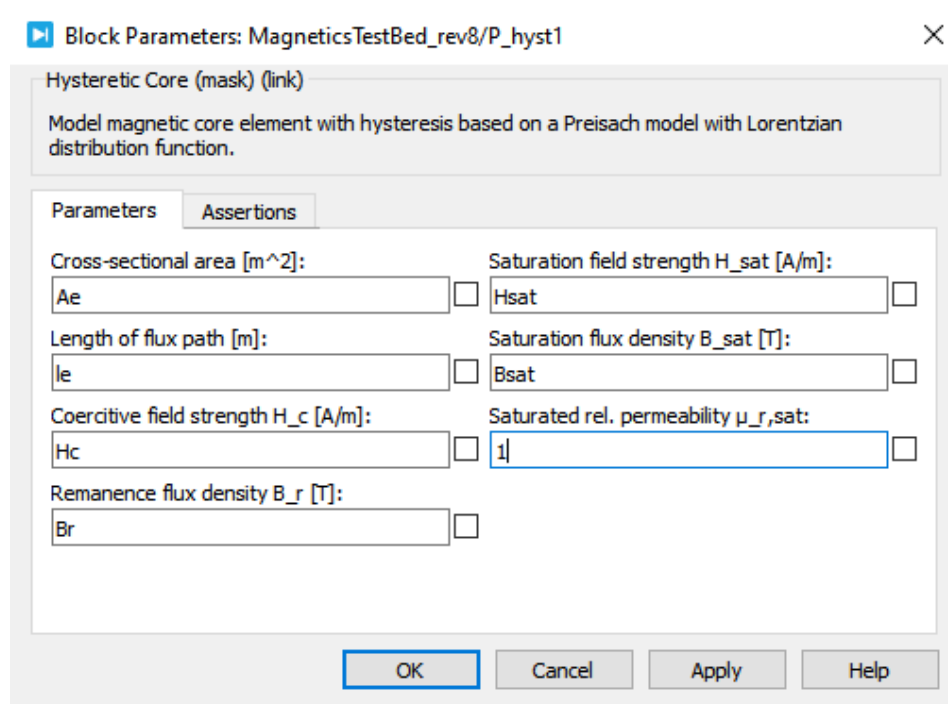 Block Parameters: MagneticsTestBed_rev8/P_hyst1
Hysteretic Core (mask) (link)
Model magnetic core element with hysteresis based on a Preisach model with Lorentzian
distribution function.
Parameters
Assertions
Cross-sectional area [m^2]:
Ae
Length of flux path [m]:
le
Coercitive field strength H_c [A/m]:
Hc
Remanence flux density B_r [T]:
Br
Saturation field strength H_sat [A/m]:
Hsat
Saturation flux density B_sat [T]:
Bsat
Saturated rel. permeability μ_r,sat:
1
OK
Cancel
Apply
Help